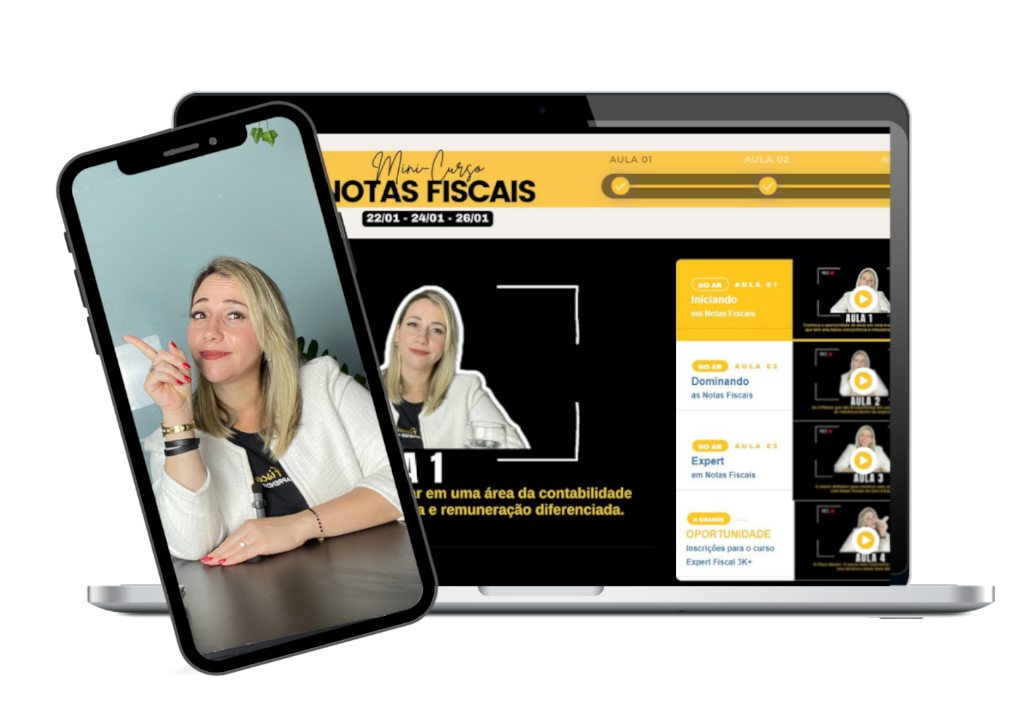 Mini-Curso
NOTAS FISCAIS
22/01 - 24/01 - 26/01
AULA 01
AULA 02
A
NO AR AULA 01
Iniciando
em Notas Fiscais
AULA 1
NO AR AULA 02
Dominando
as Notas Fiscais
AULA 2
NO AR AULA 03
Expert
em Notas Fiscais
AULA 3
A GRANDE ...
OPORTUNIDADE
Inscrições para o curso
Expert Fiscal 3K+
AULA 4
A 1
em uma área da contabilidade
e remuneração diferenciada.